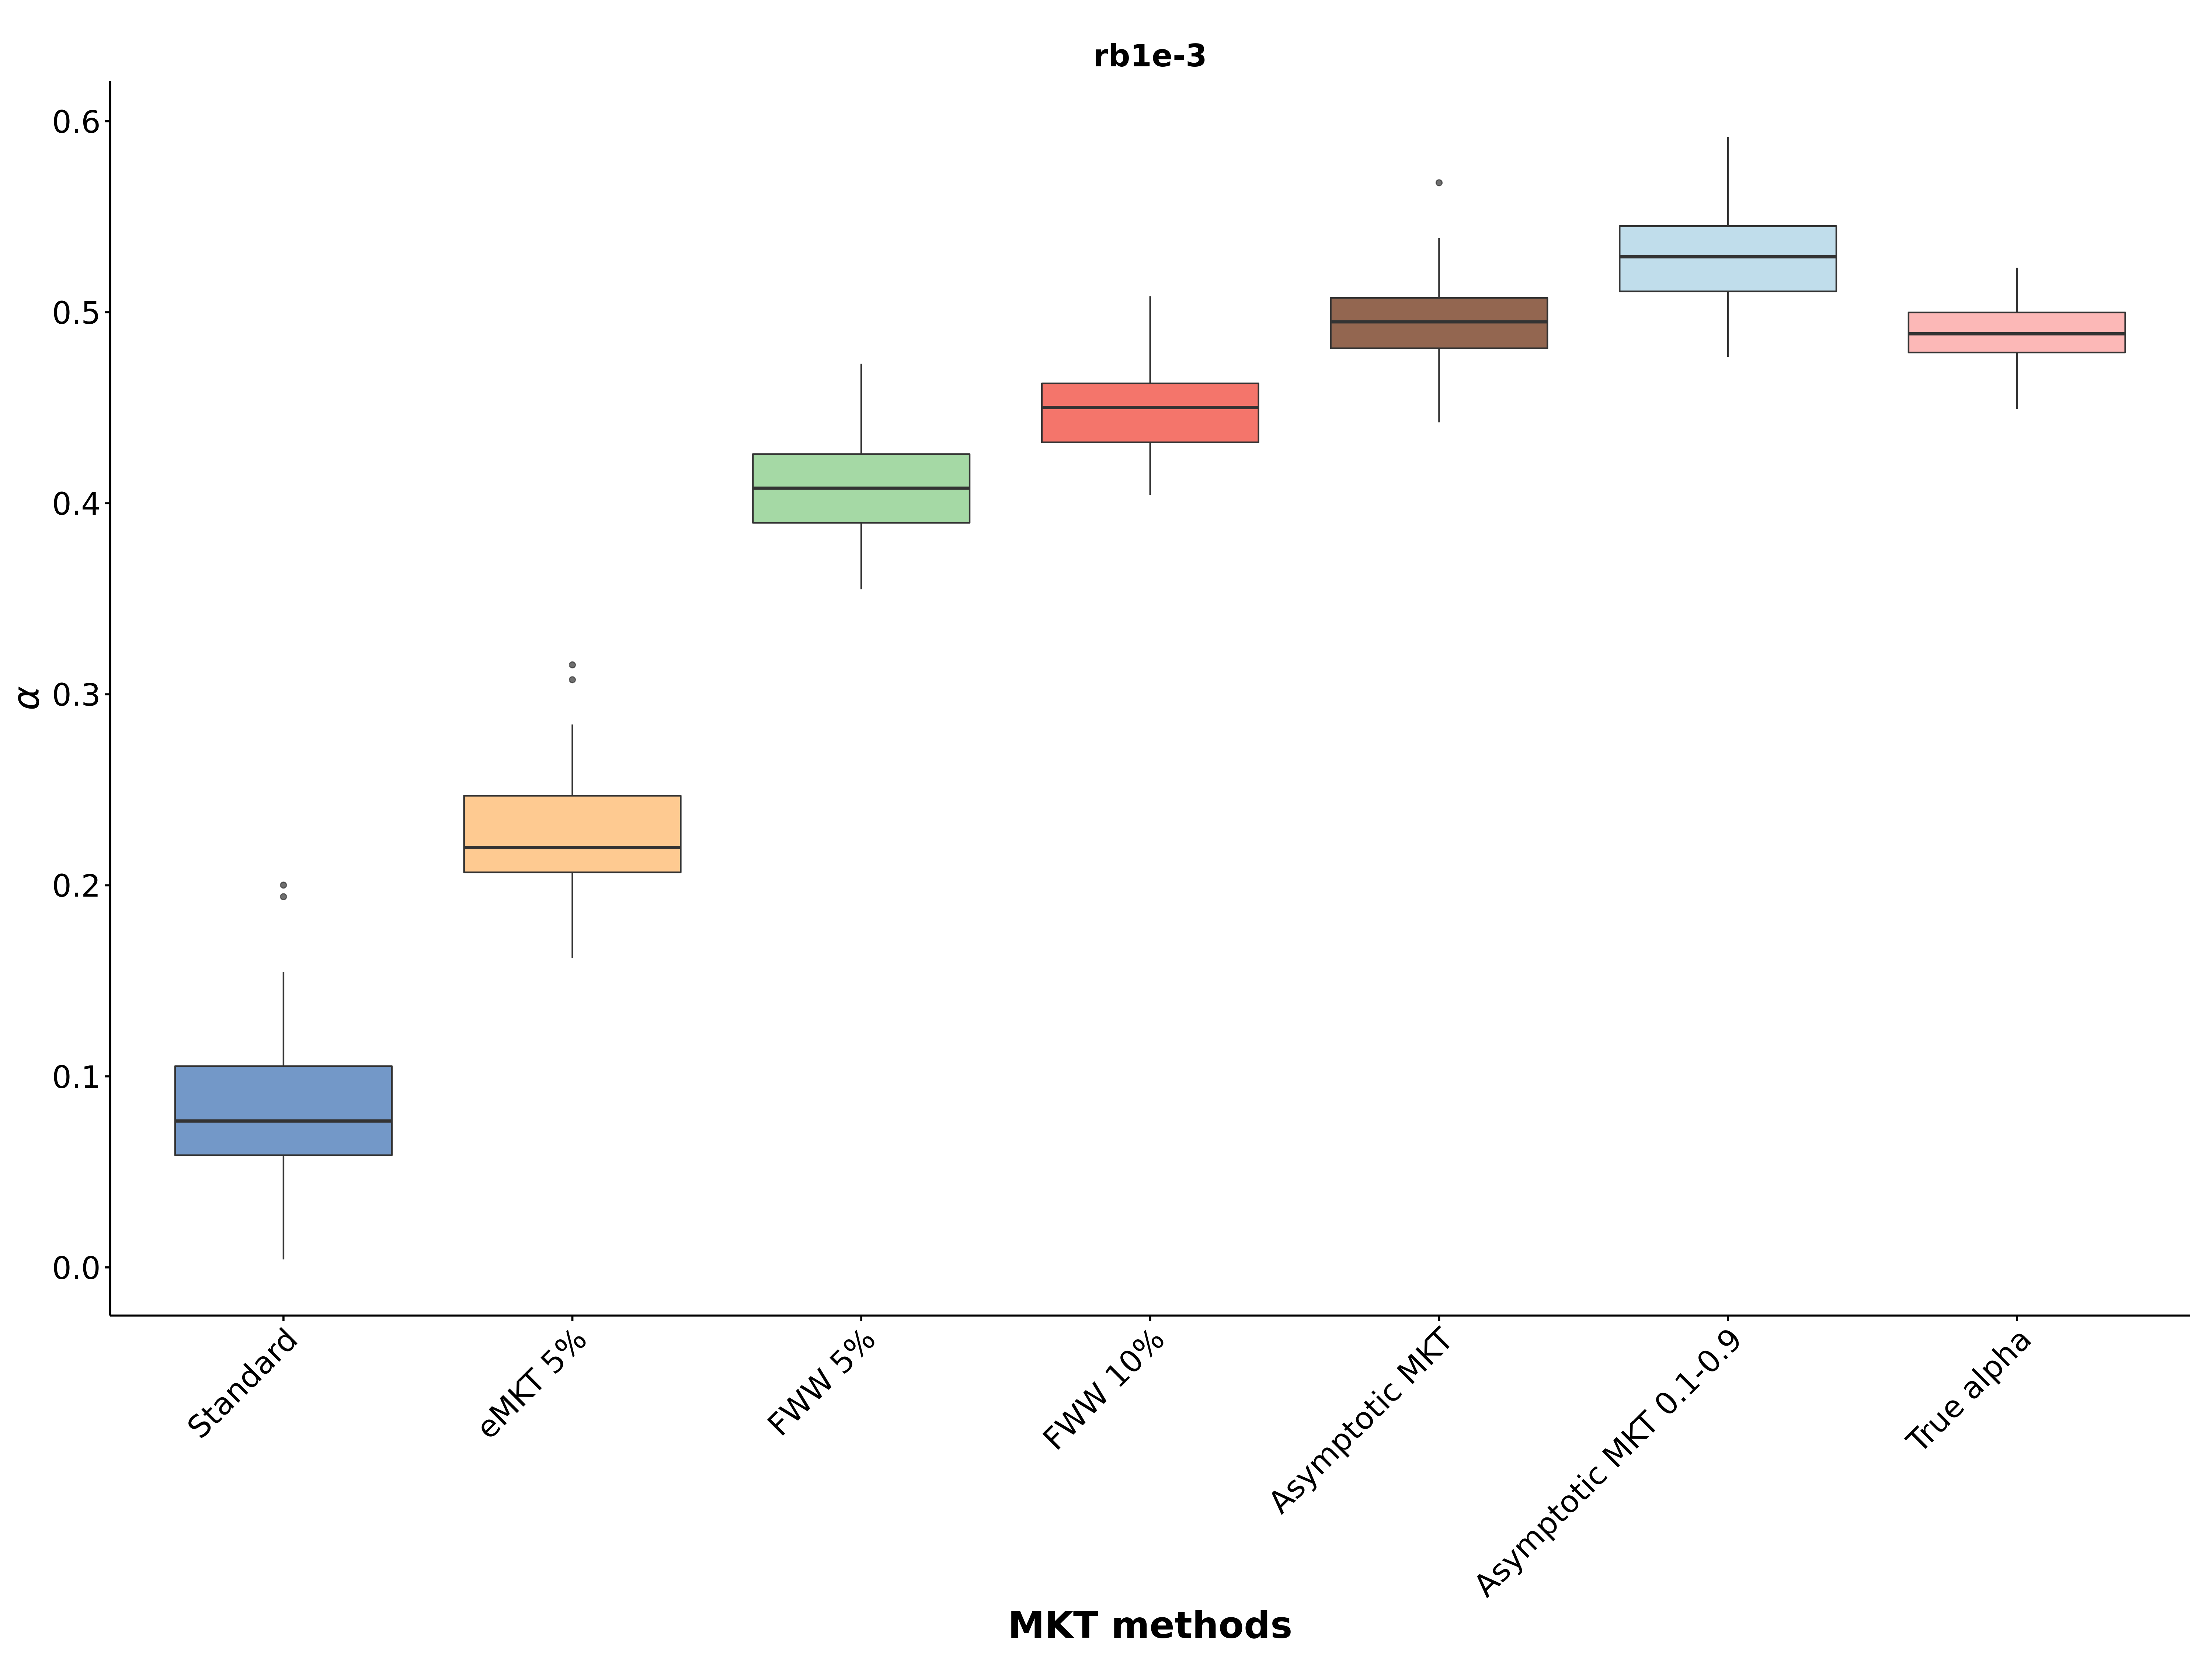 rb1e-3
0.6
0.5
0.4
0.3
0.2
0.1
0.0
α
Standard
eMKT 5%
FWW 5%
FWW 10%
Asymptotic MKT
Asymptotic MKT 0.1-0.9
True alpha
MKT methods